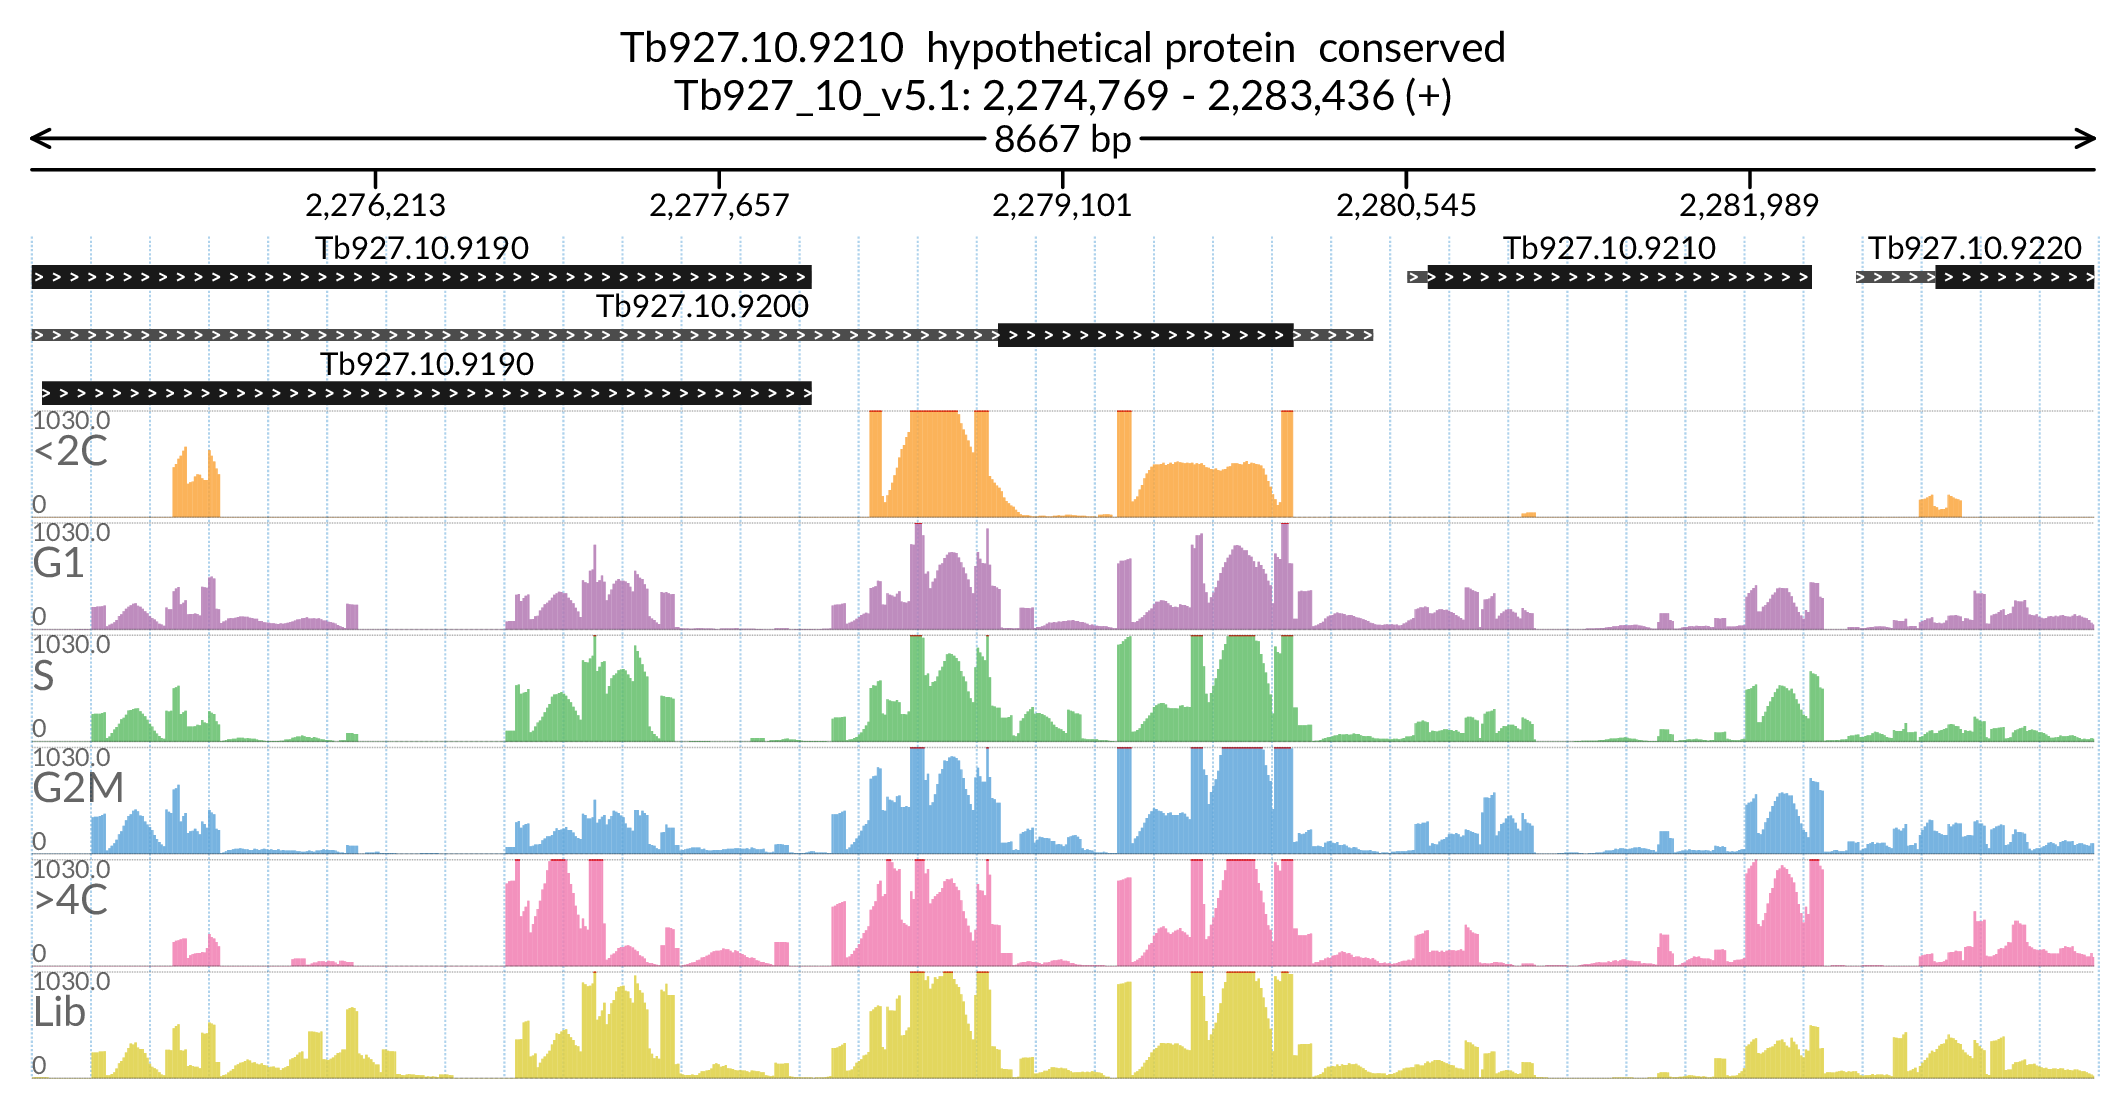 Tb927.10.9210  hypothetical protein  conserved
Tb927_10_v5.1: 2,274,769 - 2,283,436 (+)
8667 bp
2,276,213 2,277,657 2,279,101 2,280,545 2,281,989
Tb927.10.9190 Tb927.10.9210 Tb927.10.9220
Tb927.10.9200
Tb927.10.9190
1030.0
<2C
0
1030.0
G1
0
1030.0
S
0
1030.0
G2M
0
1030.0
>4C
0
1030.0
Lib
0